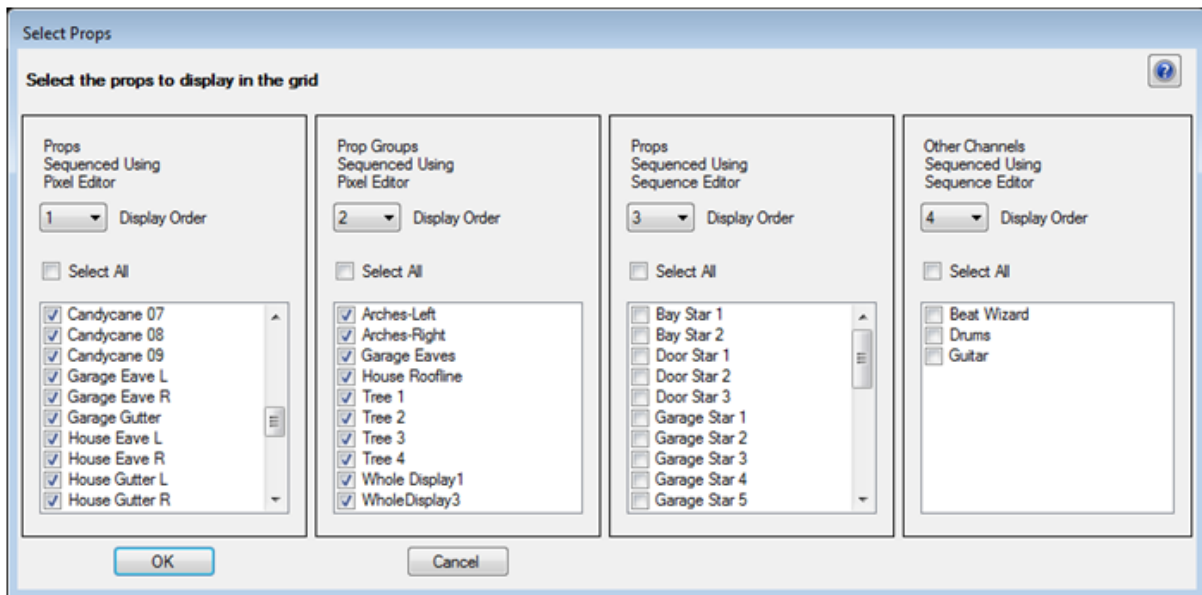 Select Props
Select the props to display in the grid
?
Props
Sequenced Using
Pixel Editor
1
Display Order
Select All
Candycane 07
Candycane 08
Candycane 09
Garage Eave L
Garage Eave R
Garage Gutter
House Eave L
House Eave R
House Gutter L
House Gutter R
Prop Groups
Sequenced Using
Pixel Editor
2
Display Order
Select All
Arches-Left
Arches-Right
Garage Eaves
House Roofline
Tree 1
Tree 2
Tree 3
Tree 4
Whole Display1
WholeDisplay3
Props
Sequenced Using
Sequence Editor
3
Display Order
Select All
Bay Star 1
Bay Star 2
Door Star 1
Door Star 2
Door Star 3
Garage Star 1
Garage Star 2
Garage Star 3
Garage Star 4
Garage Star 5
Other Channels
Sequenced Using
Sequence Editor
4
Display Order
Select All
Beat Wizard
Drums
Guitar
OK
Cancel